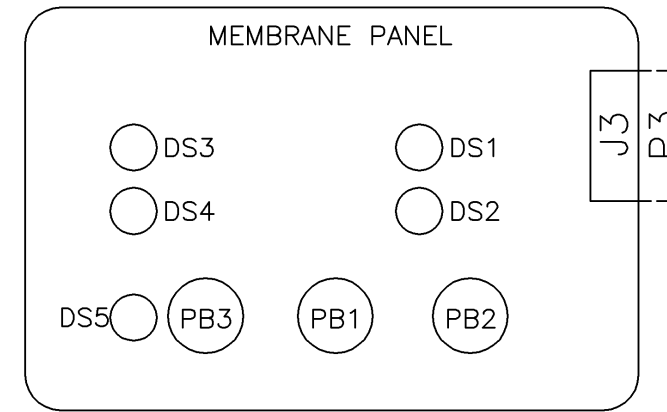 MEMBRANE PANEL
J3
P3
DS3
DS1
DS4
DS2
DS5
PB3
PB1
PB2